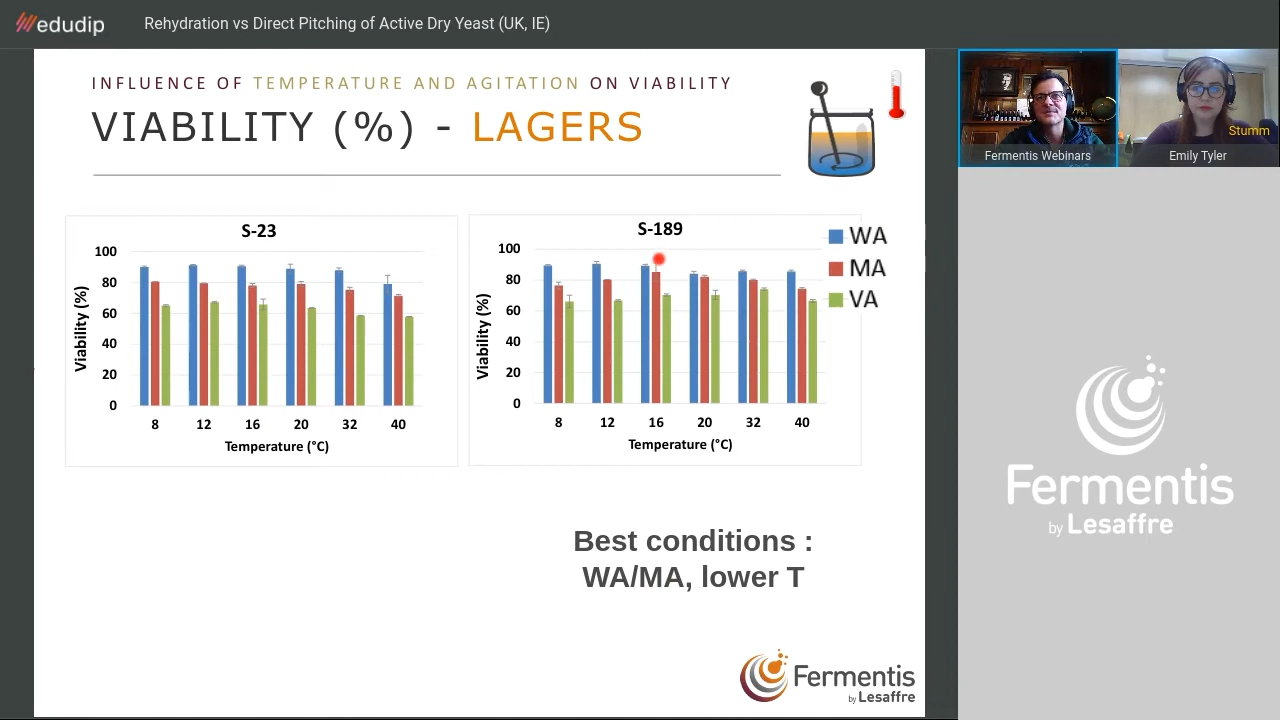 edudip
Rehydration vs Direct Pitching of Active Dry Yeast (UK, IE)
INFLUENCE OF TEMPERATURE AND AGITATION ON VIABILITY
VIABILITY (%) - LAGERS
S-23
100
80
60
40
20
0
Viability (%)
8 12 16 20 32 40
Temperature (°C)
S-189
100
80
60
40
20
0
Viability (%)
8 12 16 20 32 40
Temperature (°C)
WA
MA
VA
Best conditions :
WA/MA, lower T
Fermentis
by Lesaffre
Fermentis Webinars
Stumm
Emily Tyler
Fermentis
by Lesaffre